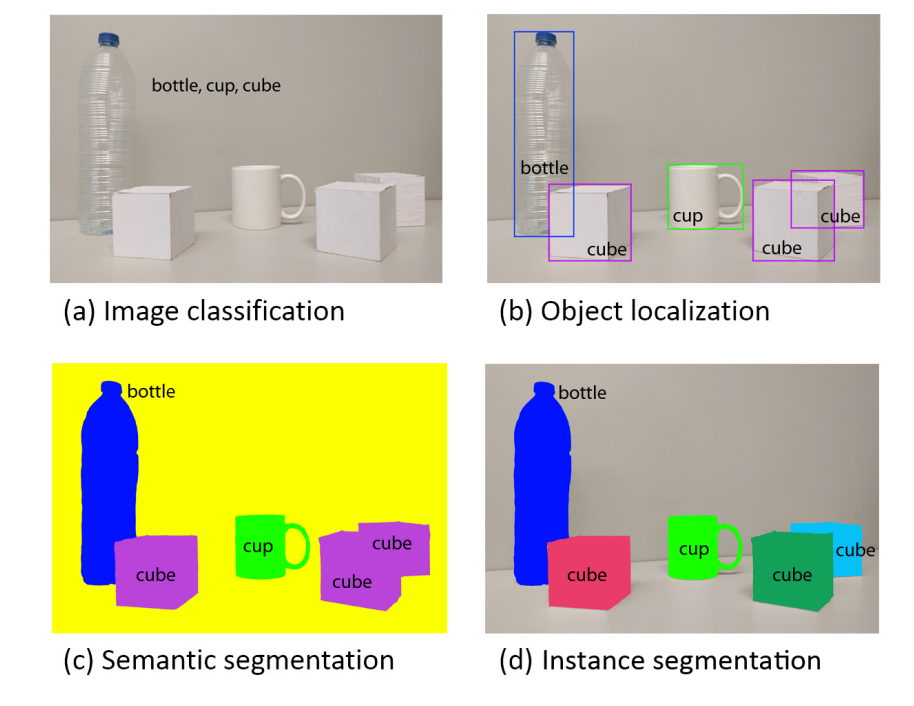 bottle, cup, cube
(a) Image classification
bottle
cup
cube
cube
cube
(b) Object localization
bottle
cup
cube
cube
cube
(c) Semantic segmentation
bottle
cup
cube
cube
cube
(d) Instance segmentation